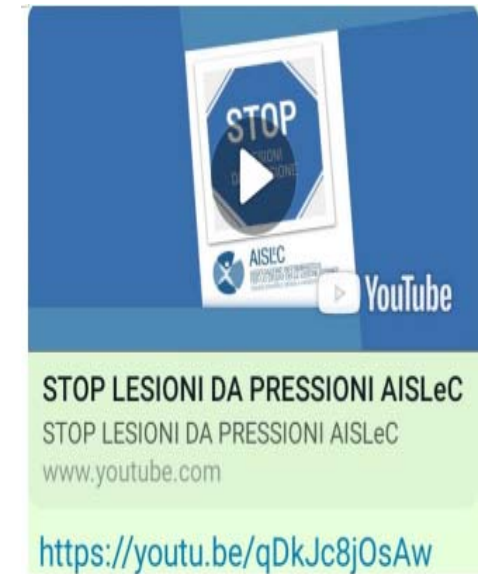 STOP
LESIONI
AISLeC
YouTube
STOP LESIONI DA PRESSIONI AISLeC
STOP LESIONI DA PRESSIONI AISLeC
www.youtube.com
https://youtu.be/qDkJc8jOsAw